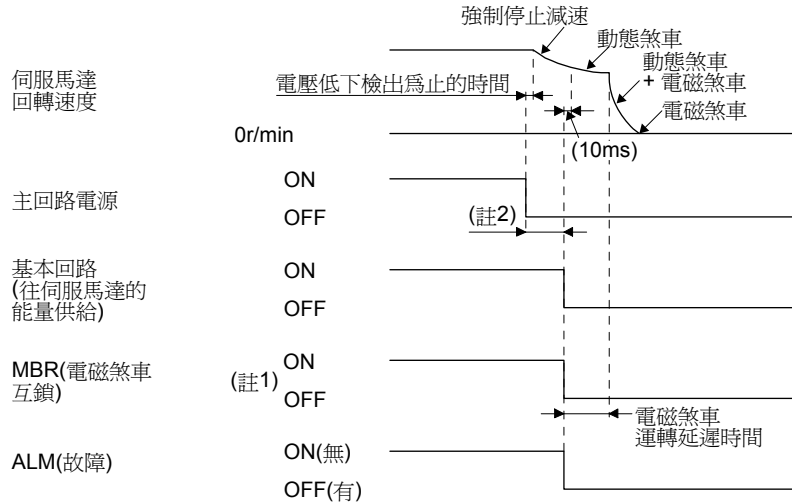 強制停止減速
動態煞車
動態煞車
+ 電磁煞車
電磁煞車
伺服馬達
回轉速度
電壓低下檢出爲止的時間
0r/min
(10ms)
主回路電源
ON
OFF
(註2)
基本回路
(往伺服馬達的
能量供給)
ON
OFF
MBR(電磁煞車
互鎖)
(註1)
ON
OFF
電磁煞車
運轉延遲時間
ALM(故障)
ON(無)
OFF(有)